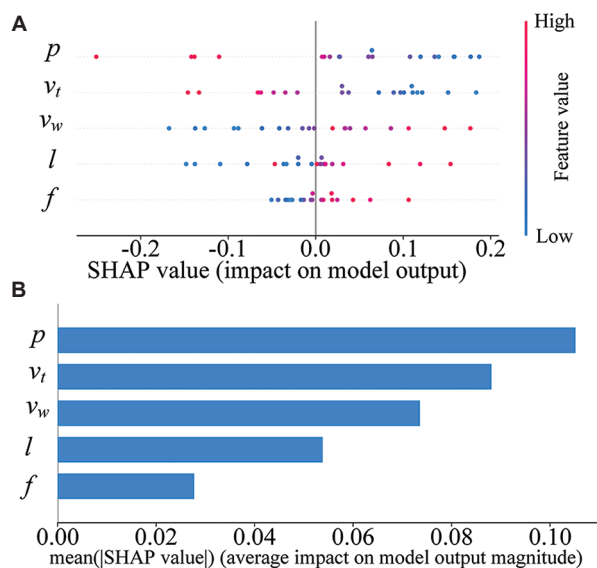 A
High
p
v_t
v_w
l
f
Feature value
Low
-0.2 -0.1 0.0 0.1 0.2
SHAP value (impact on model output)
B
p
v_t
v_w
l
f
0.00 0.02 0.04 0.06 0.08 0.10
mean(|SHAP value|) (average impact on model output magnitude)